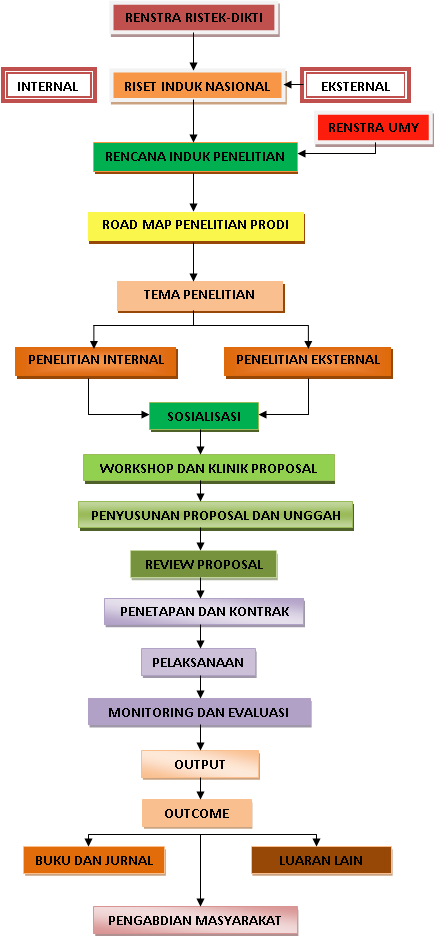 RENSTRA RISTEK-DIKTI
INTERNAL
RISET INDUK NASIONAL
EKSTERNAL
RENSTRA UMY
RENCANA INDUK PENELITIAN
ROAD MAP PENELITIAN PRODI
TEMA PENELITIAN
PENELITIAN INTERNAL
PENELITIAN EKSTERNAL
SOSIALISASI
WORKSHOP DAN KLINIK PROPOSAL
PENYUSUNAN PROPOSAL DAN UNGGAH
REVIEW PROPOSAL
PENETAPAN DAN KONTRAK
PELAKSANAAN
MONITORING DAN EVALUASI
OUTPUT
OUTCOME
BUKU DAN JURNAL
LUARAN LAIN
PENGABDIAN MASYARAKAT